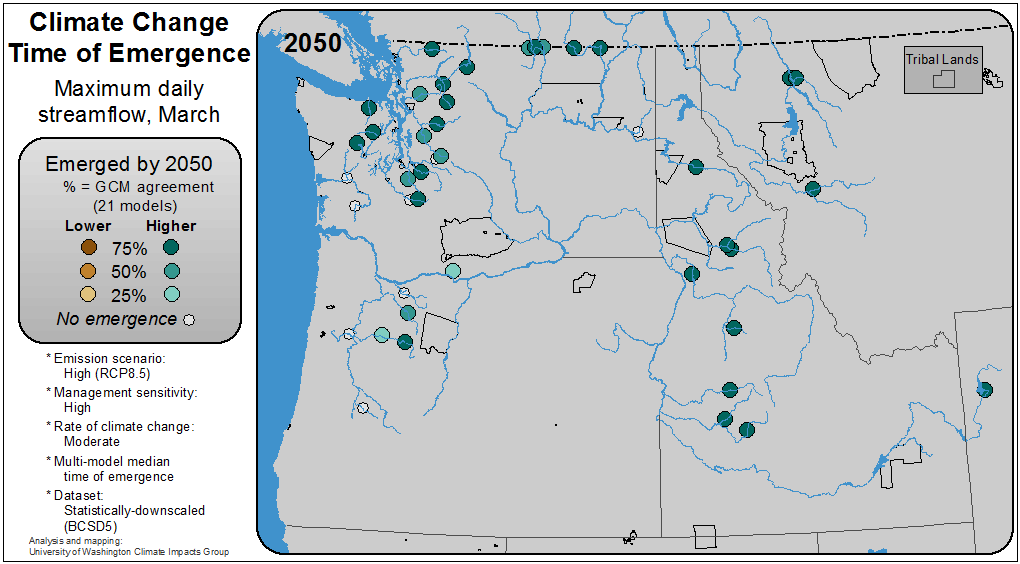 Climate Change
Time of Emergence
Maximum daily
streamflow, March
Emerged by 2050
% = GCM agreement
(21 models)
Lower Higher
75%
50%
25%
No emergence
* Emission scenario:
High (RCP8.5)
* Management sensitivity:
High
* Rate of climate change:
Moderate
* Multi-model median
time of emergence
* Dataset:
Statistically-downscaled
(BCSD5)
Analysis and mapping:
University of Washington Climate Impacts Group
2050
Tribal Lands